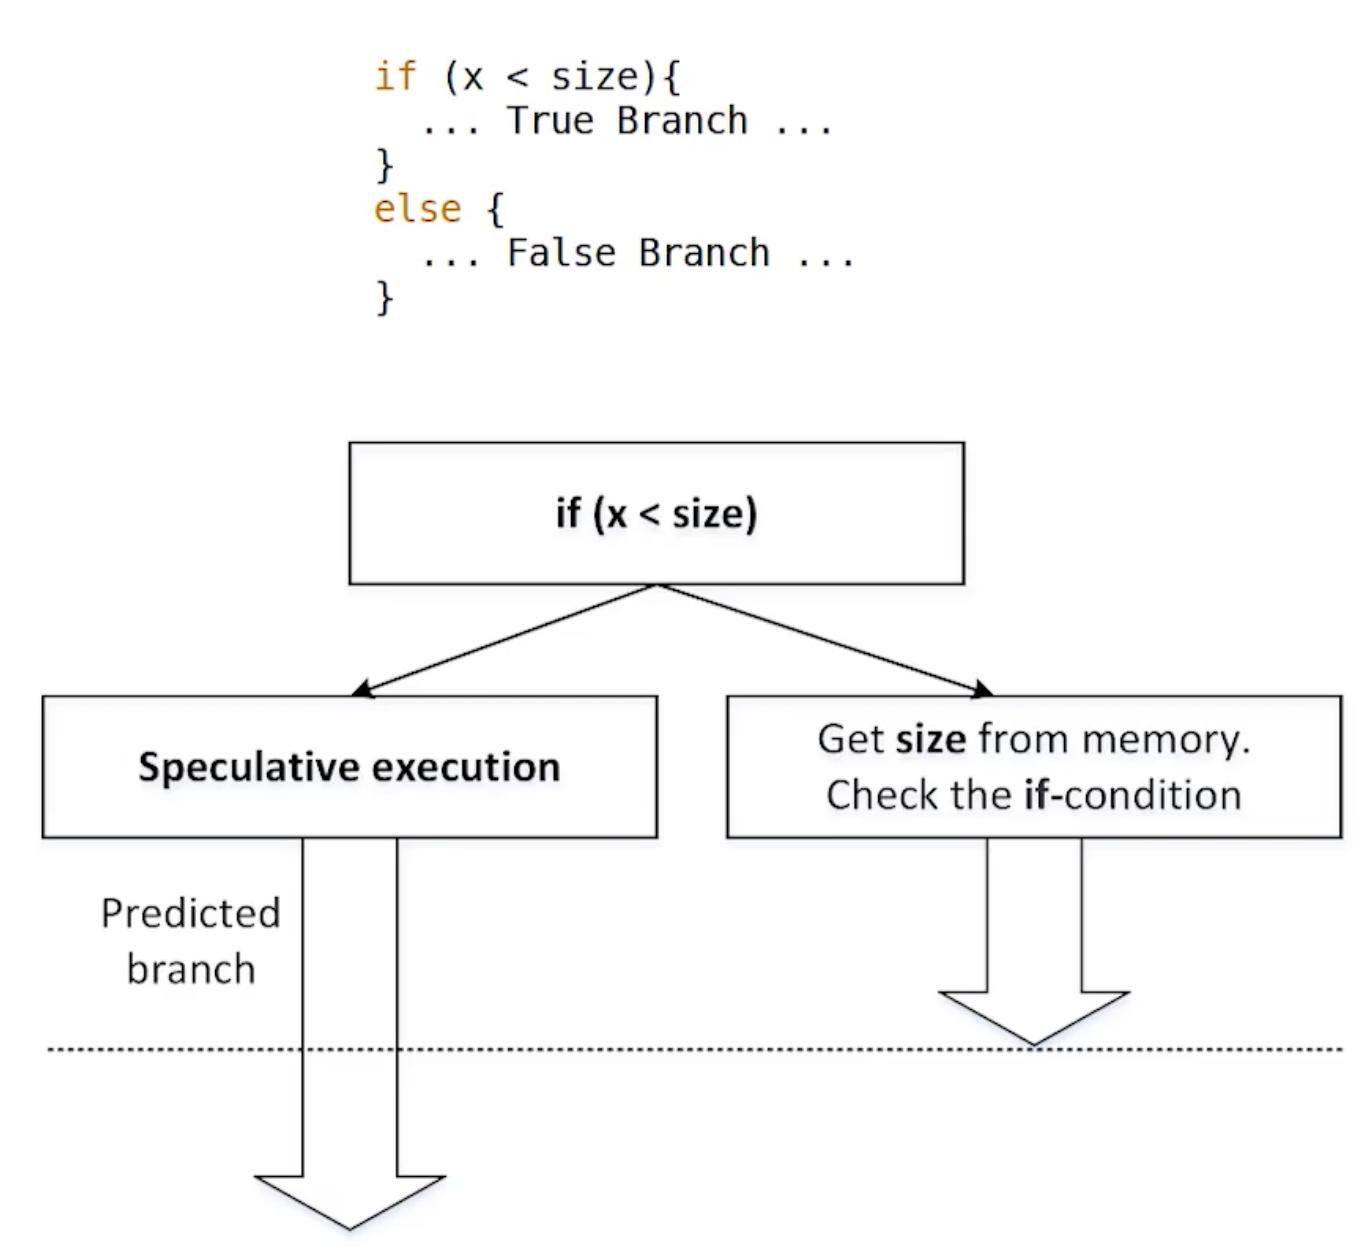 if (x < size){
... True Branch ...
}
else {
... False Branch ...
}
if (x < size)
Speculative execution
Get size from memory.
Check the if-condition
Predicted
branch